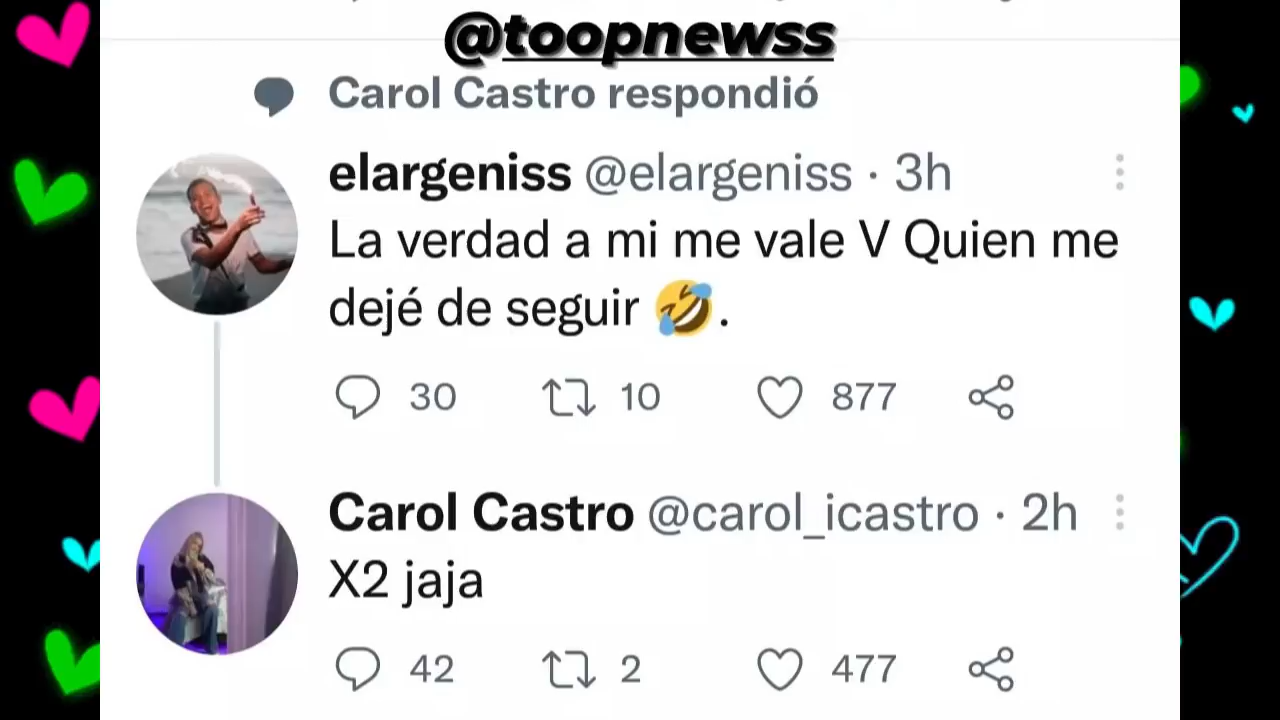 @toopnewss
Carol Castro respondió
elargeniss @elargeniss · 3h
La verdad a mi me vale V Quien me
dejé de seguir 🤣.
30 10 877
Carol Castro @carol_icastro · 2h
X2 jaja
42 2 477